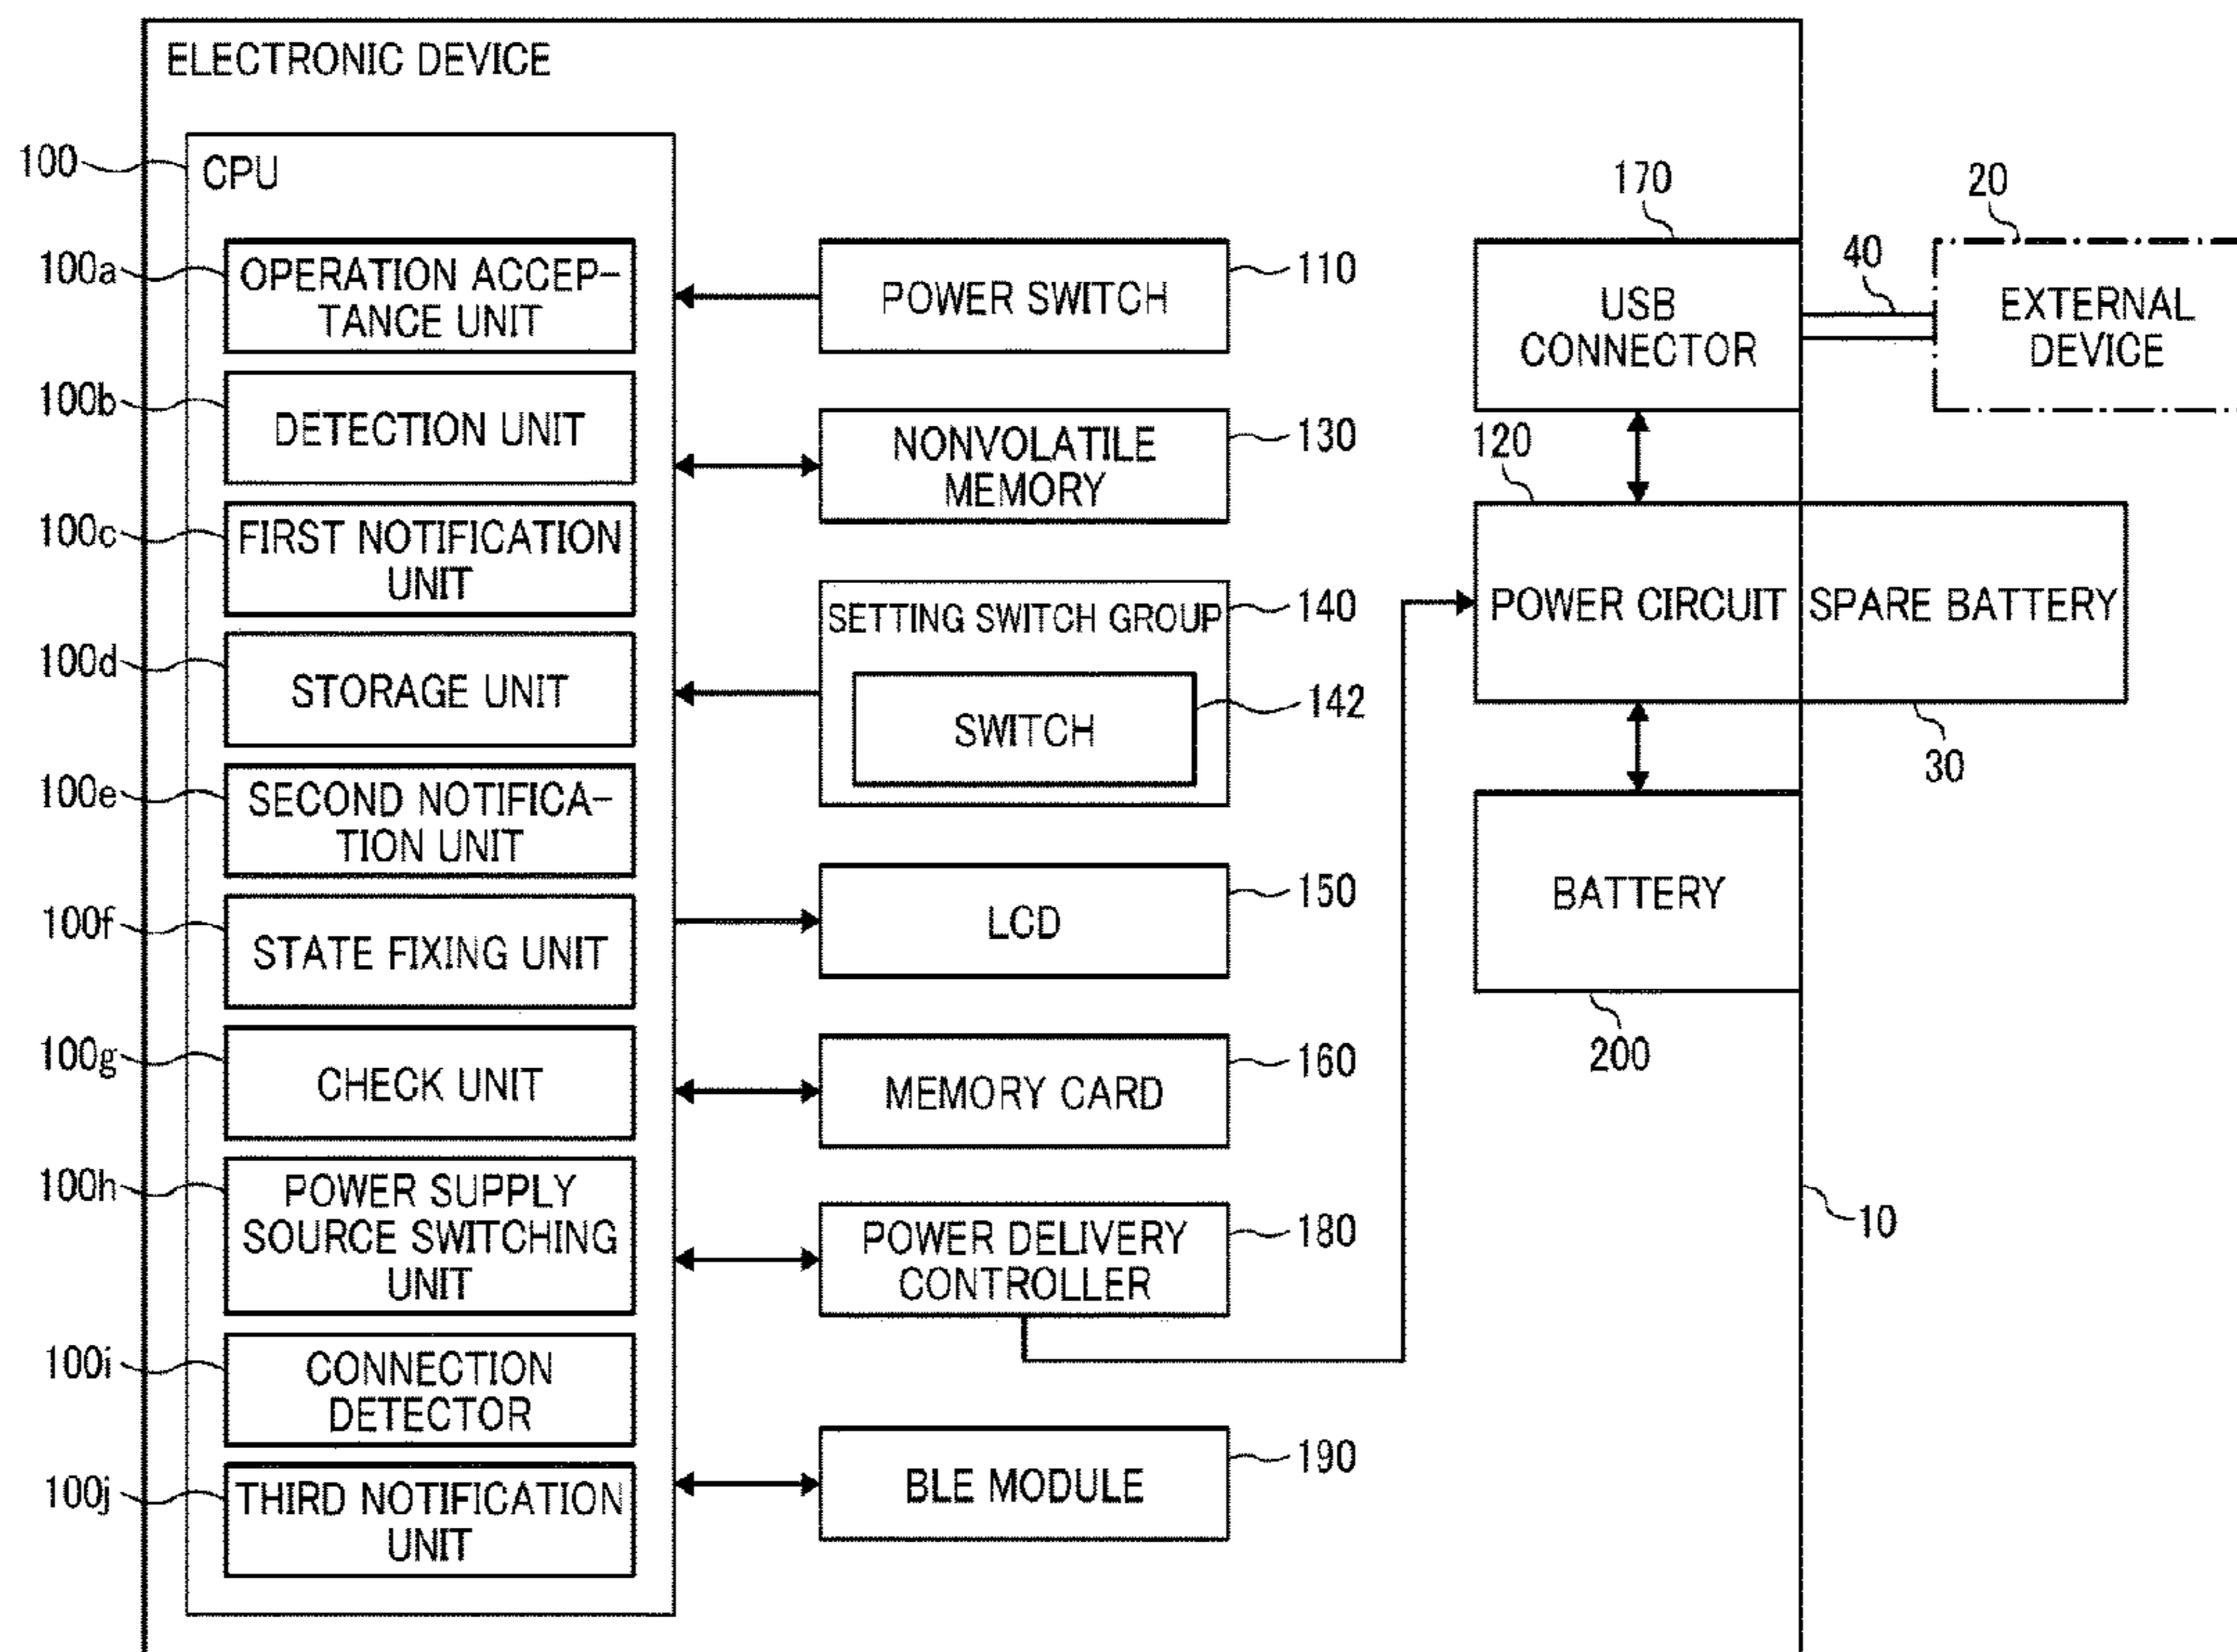 ELECTRONIC DEVICE
100
CPU
100a
OPERATION ACCEP-
TANCE UNIT
100b
DETECTION UNIT
100c
FIRST NOTIFICATION
UNIT
100d
STORAGE UNIT
100e
SECOND NOTIFICA-
TION UNIT
100f
STATE FIXING UNIT
100g
CHECK UNIT
100h
POWER SUPPLY
SOURCE SWITCHING
UNIT
100i
CONNECTION
DETECTOR
100j
THIRD NOTIFICATION
UNIT
POWER SWITCH
110
NONVOLATILE
MEMORY
130
SETTING SWITCH GROUP
140
SWITCH
142
LCD
150
MEMORY CARD
160
POWER DELIVERY
CONTROLLER
180
BLE MODULE
190
170
USB
CONNECTOR
40
20
EXTERNAL
DEVICE
120
POWER CIRCUIT
SPARE BATTERY
30
BATTERY
200
10